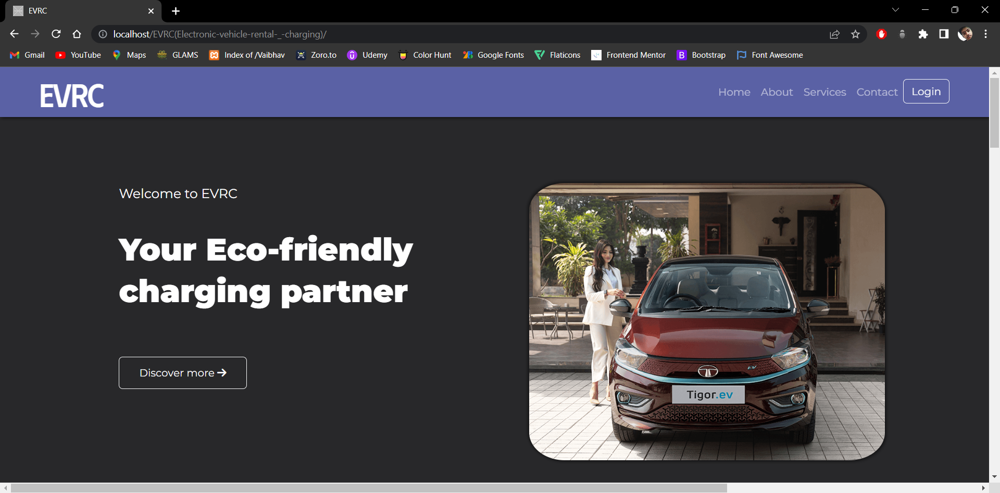 EVRC
localhost/EVRC(Electronic-vehicle-rental-_-charging)/
Gmail YouTube Maps GLAMS Index of /Vaibhav Zoro.to Udemy Color Hunt Google Fonts Flaticons Frontend Mentor Bootstrap Font Awesome
EVRC Home About Services Contact Login
Welcome to EVRC
Your Eco-friendly
charging partner
Discover more
EV
Tigor.ev